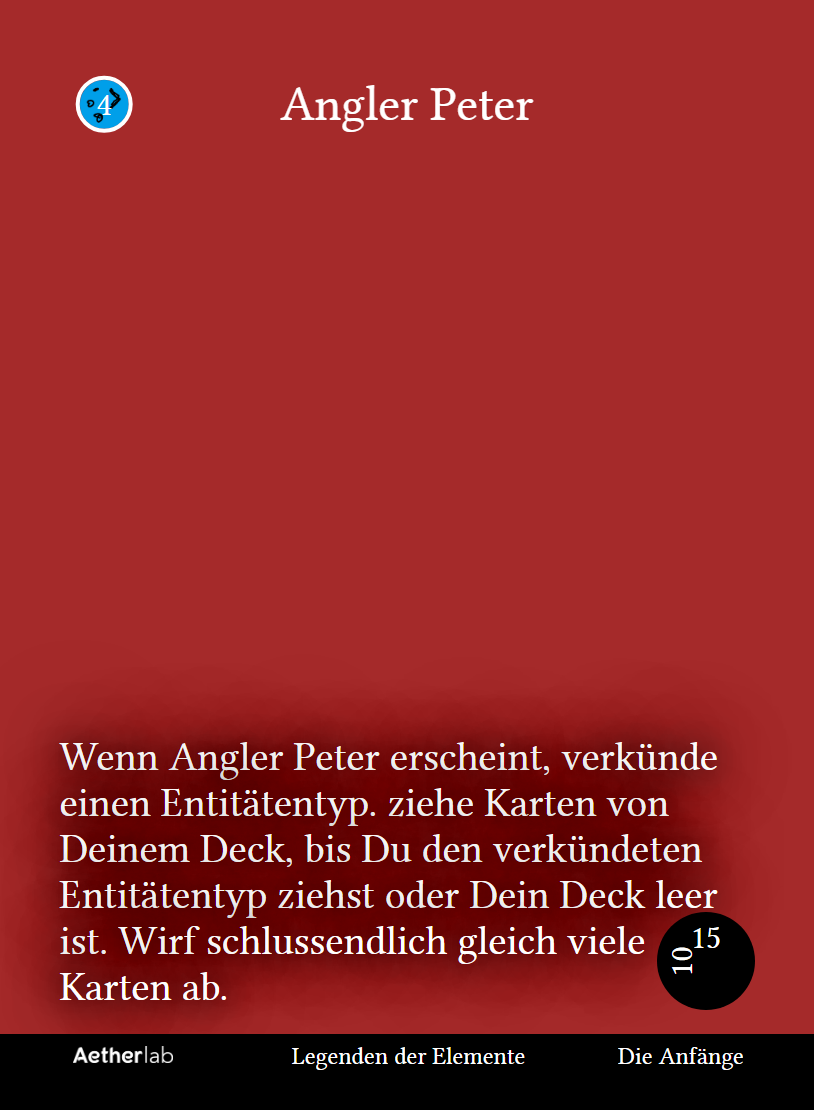 4
Angler Peter
Wenn Angler Peter erscheint, verkünde
einen Entitätentyp. ziehe Karten von
Deinem Deck, bis Du den verkündeten
Entitätentyp ziehst oder Dein Deck leer
ist. Wirf schlussendlich gleich viele
Karten ab.
15
10
Aetherlab
Legenden der Elemente
Die Anfänge